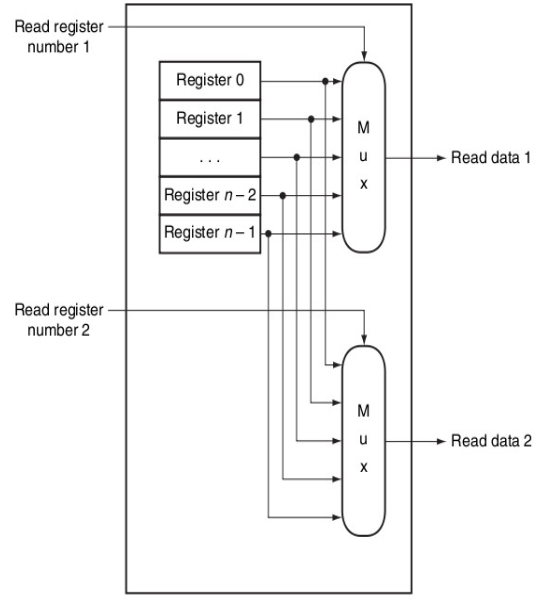 Read register
number 1
Register 0
Register 1
. . .
Register n – 2
Register n – 1
M
u
x
Read data 1
Read register
number 2
M
u
x
Read data 2